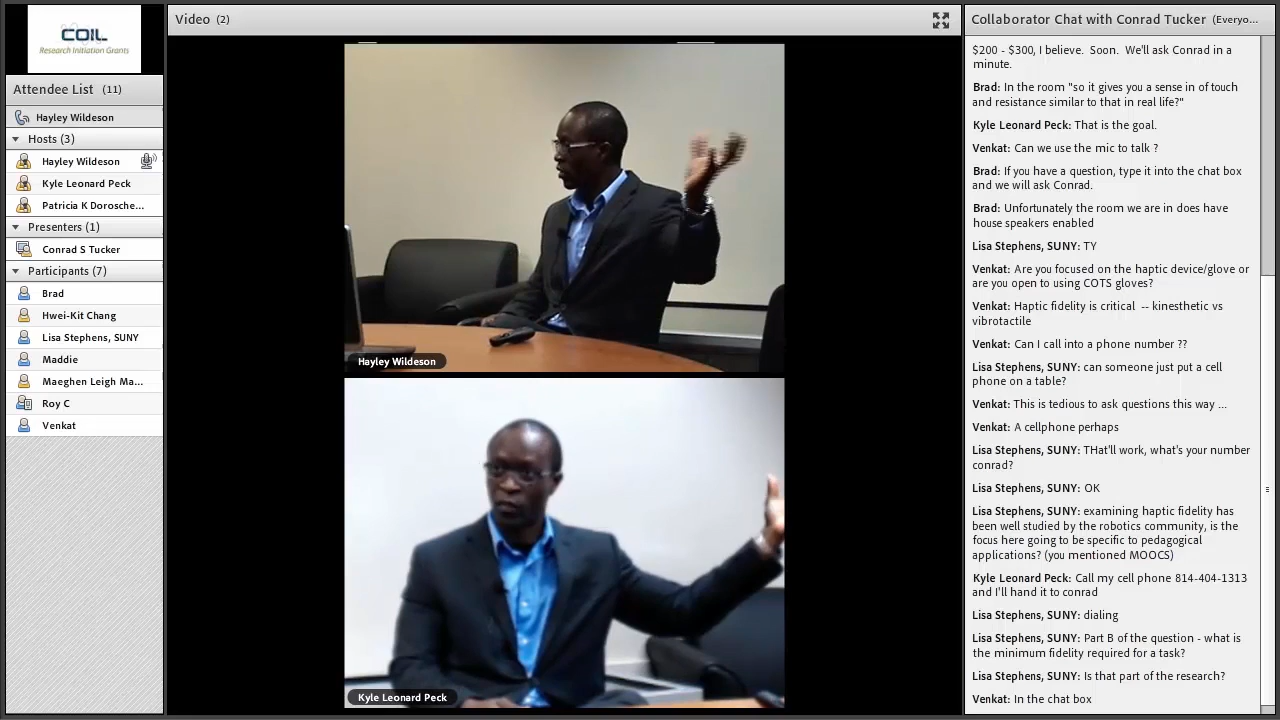 COIL
Research Initiation Grants
Attendee List (11)
Hayley Wildeson
Hosts (3)
Hayley Wildeson
Kyle Leonard Peck
Patricia K Dorosche...
Presenters (1)
Conrad S Tucker
Participants (7)
Brad
Hwei-Kit Chang
Lisa Stephens, SUNY
Maddie
Maeghen Leigh Ma...
Roy C
Venkat
Video (2)
Hayley Wildeson
Kyle Leonard Peck
Collaborator Chat with Conrad Tucker (Everyo...
$200 - $300, I believe. Soon. We'll ask Conrad in a
minute.
Brad: In the room "so it gives you a sense in of touch
and resistance similar to that in real life?"
Kyle Leonard Peck: That is the goal.
Venkat: Can we use the mic to talk ?
Brad: If you have a question, type it into the chat box
and we will ask Conrad.
Brad: Unfortunately the room we are in does have
house speakers enabled
Lisa Stephens, SUNY: TY
Venkat: Are you focused on the haptic device/glove or
are you open to using COTS gloves?
Venkat: Haptic fidelity is critical -- kinesthetic vs
vibrotactile
Venkat: Can I call into a phone number ??
Lisa Stephens, SUNY: can someone just put a cell
phone on a table?
Venkat: This is tedious to ask questions this way ...
Venkat: A cellphone perhaps
Lisa Stephens, SUNY: THat'll work, what's your number
conrad?
Lisa Stephens, SUNY: OK
Lisa Stephens, SUNY: examining haptic fidelity has
been well studied by the robotics community, is the
focus here going to be specific to pedagogical
applications? (you mentioned MOOCS)
Kyle Leonard Peck: Call my cell phone 814-404-1313
and I'll hand it to conrad
Lisa Stephens, SUNY: dialing
Lisa Stephens, SUNY: Part B of the question - what is
the minimum fidelity required for a task?
Lisa Stephens, SUNY: Is that part of the research?
Venkat: In the chat box